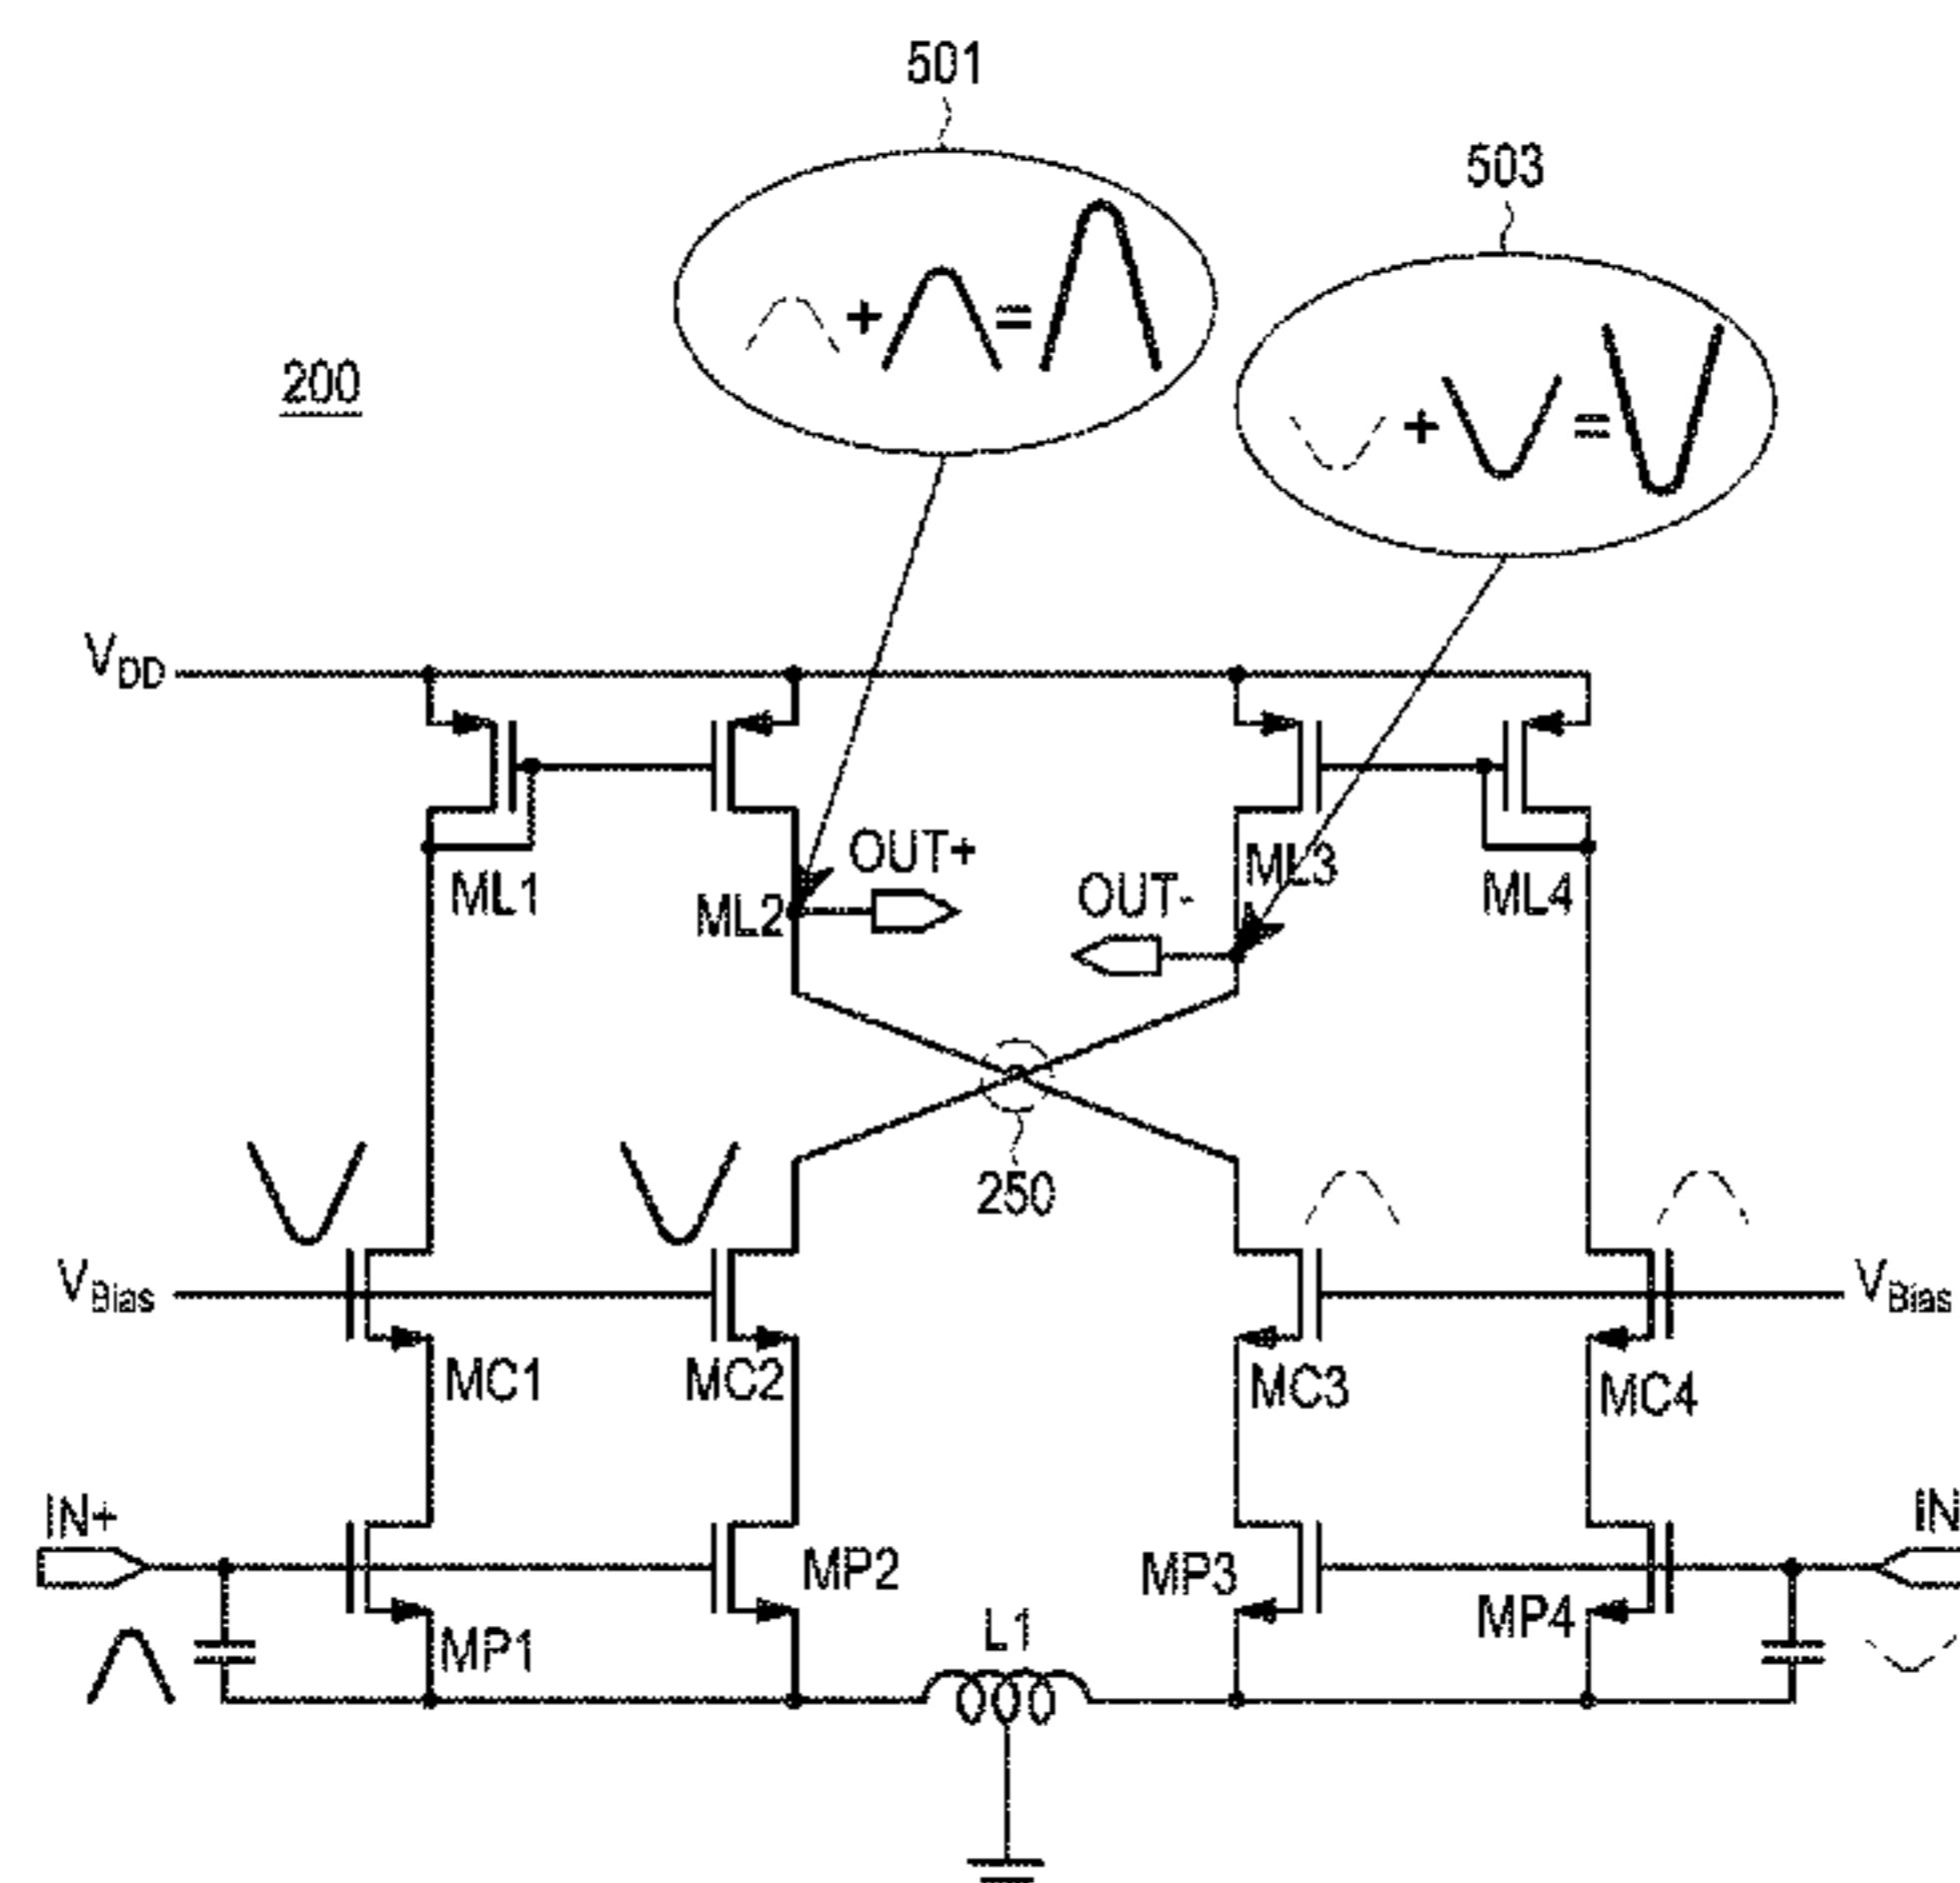 501
503
200
+ =
+ =
VDD
OUT+
ML3
ML1
ML2
OUT-
ML4
250
VBias
VBias
MC1
MC2
MC3
MC4
IN+
IN
MP2
MP3
MP1
L1
MP4